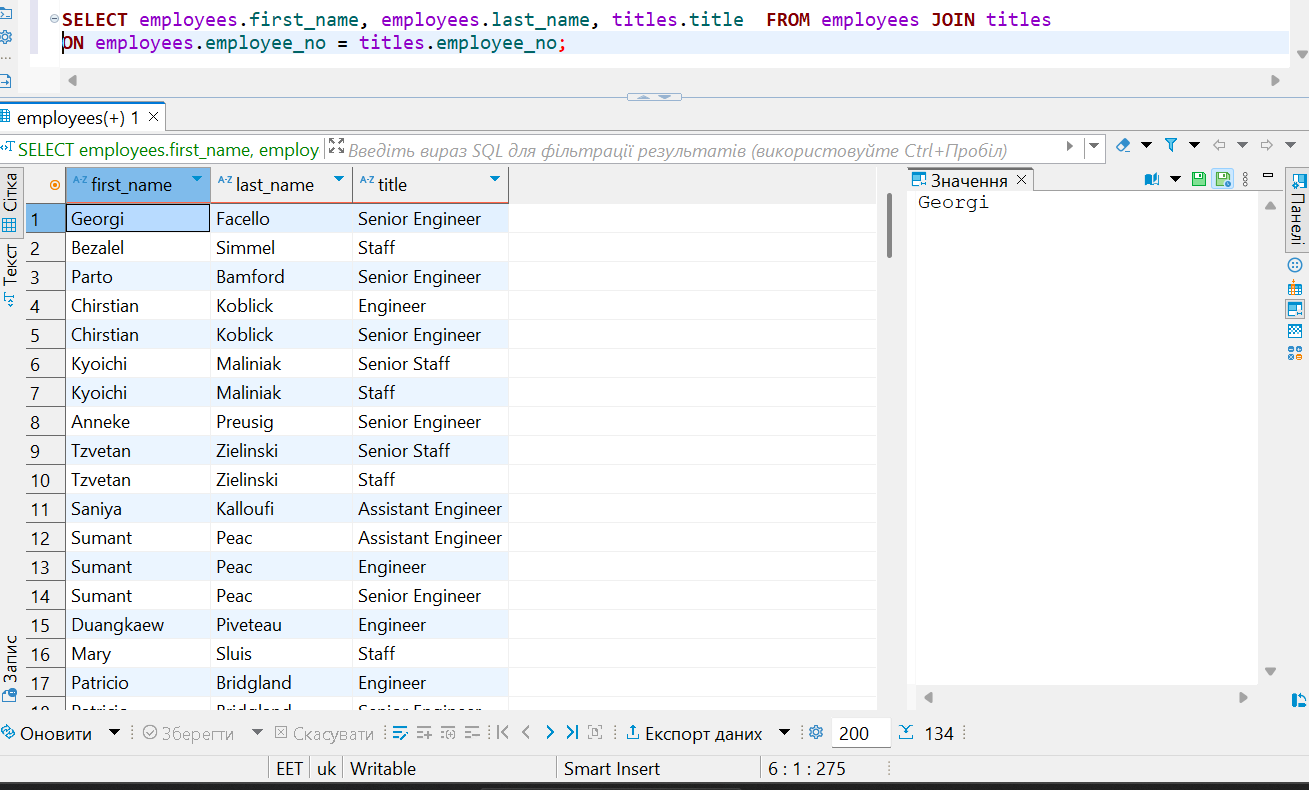 SELECT employees.first_name, employees.last_name, titles.title  FROM employees JOIN titles
ON employees.employee_no = titles.employee_no;
employees(+) 1
SELECT employees.first_name, employ
Введіть вираз SQL для фільтрації результатів (використовуйте Ctrl+Пробіл)
Сітка
Текст
Запис
first_name last_name title
1 Georgi Facello Senior Engineer
2 Bezalel Simmel Staff
3 Parto Bamford Senior Engineer
4 Chirstian Koblick Engineer
5 Chirstian Koblick Senior Engineer
6 Kyoichi Maliniak Senior Staff
7 Kyoichi Maliniak Staff
8 Anneke Preusig Senior Engineer
9 Tzvetan Zielinski Senior Staff
10 Tzvetan Zielinski Staff
11 Saniya Kalloufi Assistant Engineer
12 Sumant Peac Assistant Engineer
13 Sumant Peac Engineer
14 Sumant Peac Senior Engineer
15 Duangkaew Piveteau Engineer
16 Mary Sluis Staff
17 Patricio Bridgland Engineer
Значення
Georgi
Панелі
Оновити Зберегти Скасувати Експорт даних 200 134
EET uk Writable Smart Insert 6 : 1 : 275